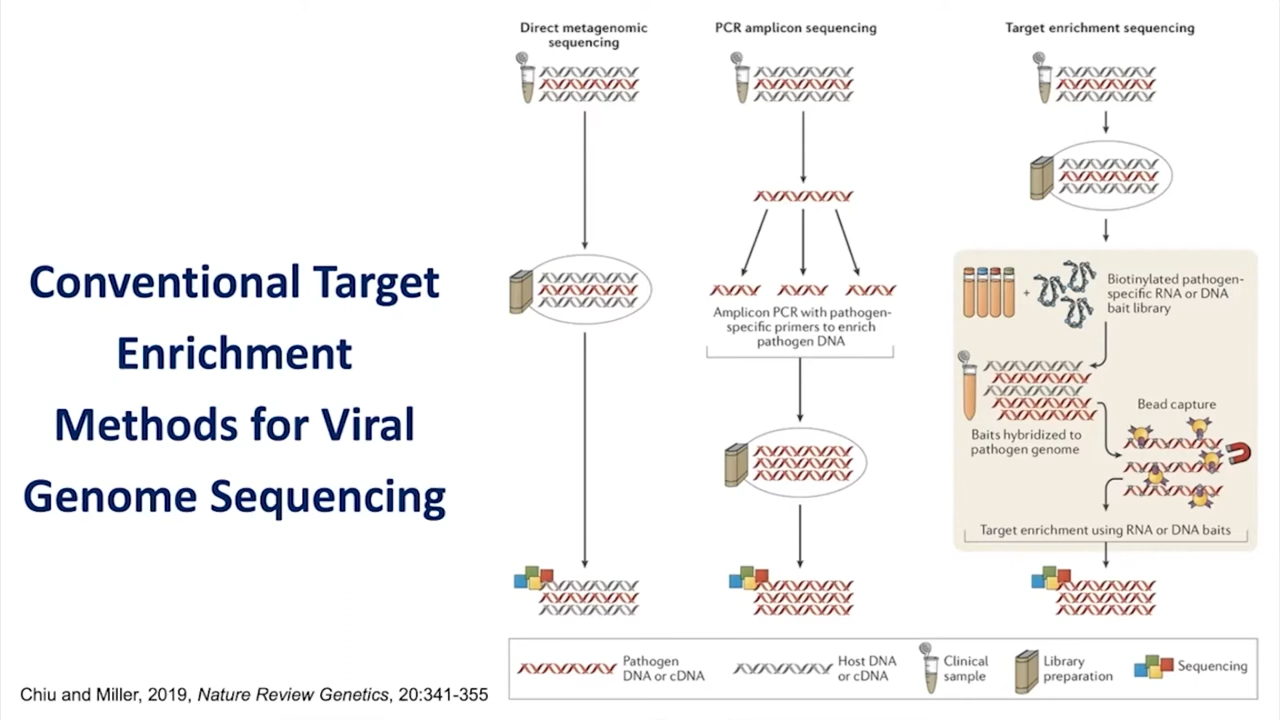 Conventional Target
Enrichment
Methods for Viral
Genome Sequencing
Chiu and Miller, 2019, Nature Review Genetics, 20:341-355
Direct metagenomic
sequencing
PCR amplicon sequencing
Amplicon PCR with pathogen-
specific primers to enrich
pathogen DNA
Target enrichment sequencing
+
Biotinylated pathogen-
specific RNA or DNA
bait library
Baits hybridized to
pathogen genome
Bead capture
Target enrichment using RNA or DNA baits
Pathogen
DNA or cDNA
Host DNA
or cDNA
Clinical
sample
Library
preparation
Sequencing